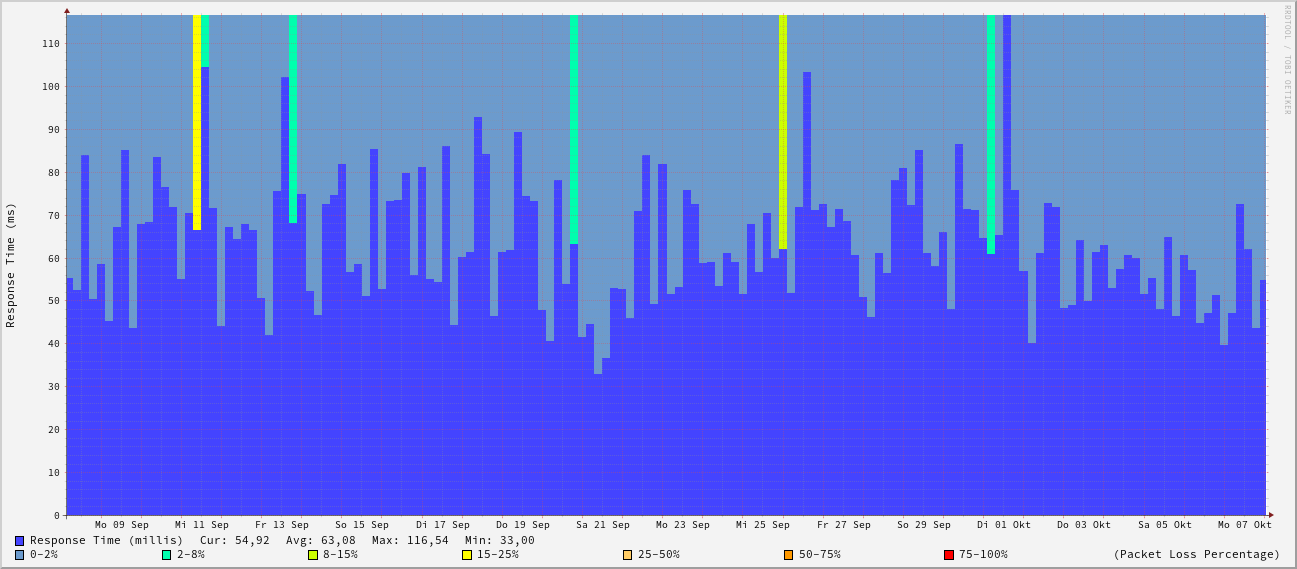 RRDTOOL / TOBI OETIKER
Response Time (ms)
110
100
90
80
70
60
50
40
30
20
10
0
Mo 09 Sep Mi 11 Sep Fr 13 Sep So 15 Sep Di 17 Sep Do 19 Sep Sa 21 Sep Mo 23 Sep Mi 25 Sep Fr 27 Sep So 29 Sep Di 01 Okt Do 03 Okt Sa 05 Okt Mo 07 Okt
Response Time (millis) Cur: 54,92 Avg: 63,08 Max: 116,54 Min: 33,00
0-2% 2-8% 8-15% 15-25% 25-50% 50-75% 75-100% (Packet Loss Percentage)